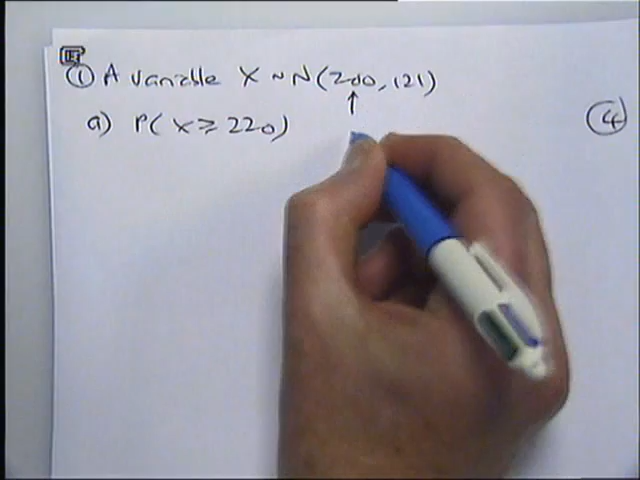 ① A variable X ~ N(200, 121)
a) P(X ≥ 220)
④